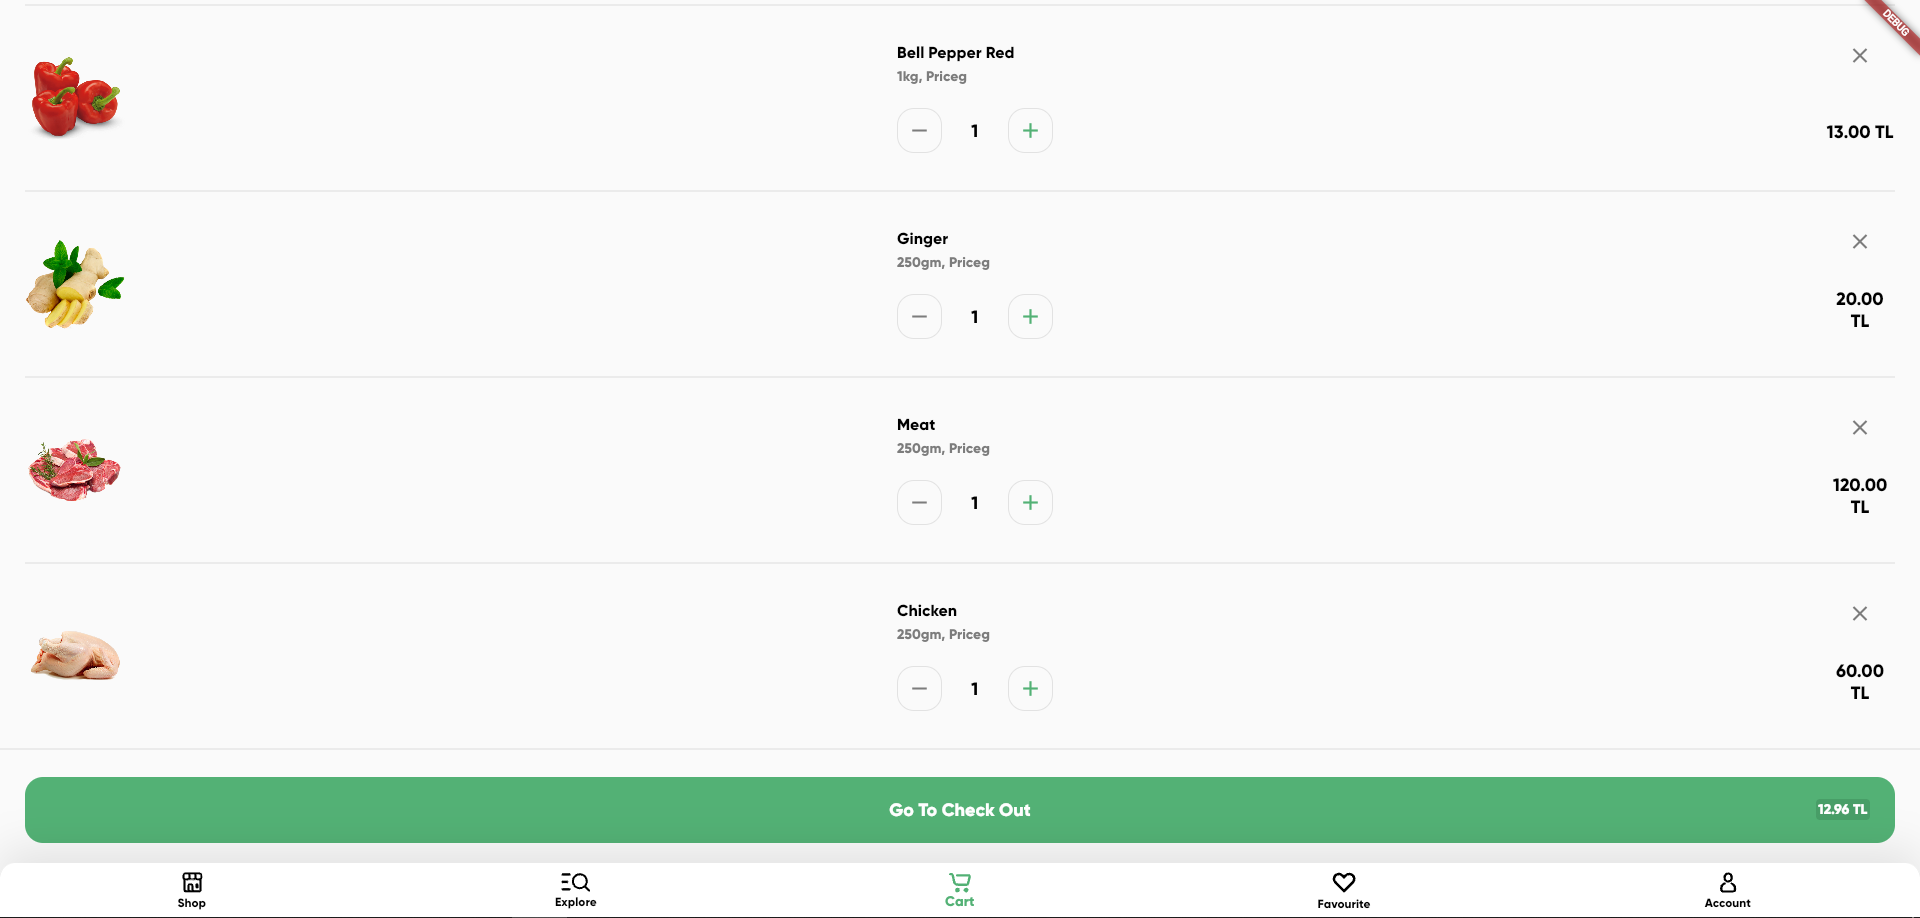 DEBUG
Bell Pepper Red
1kg, Priceg
1
13.00 TL
Ginger
250gm, Priceg
1
20.00
TL
Meat
250gm, Priceg
1
120.00
TL
Chicken
250gm, Priceg
1
60.00
TL
Go To Check Out
12.96 TL
Shop
Explore
Cart
Favourite
Account